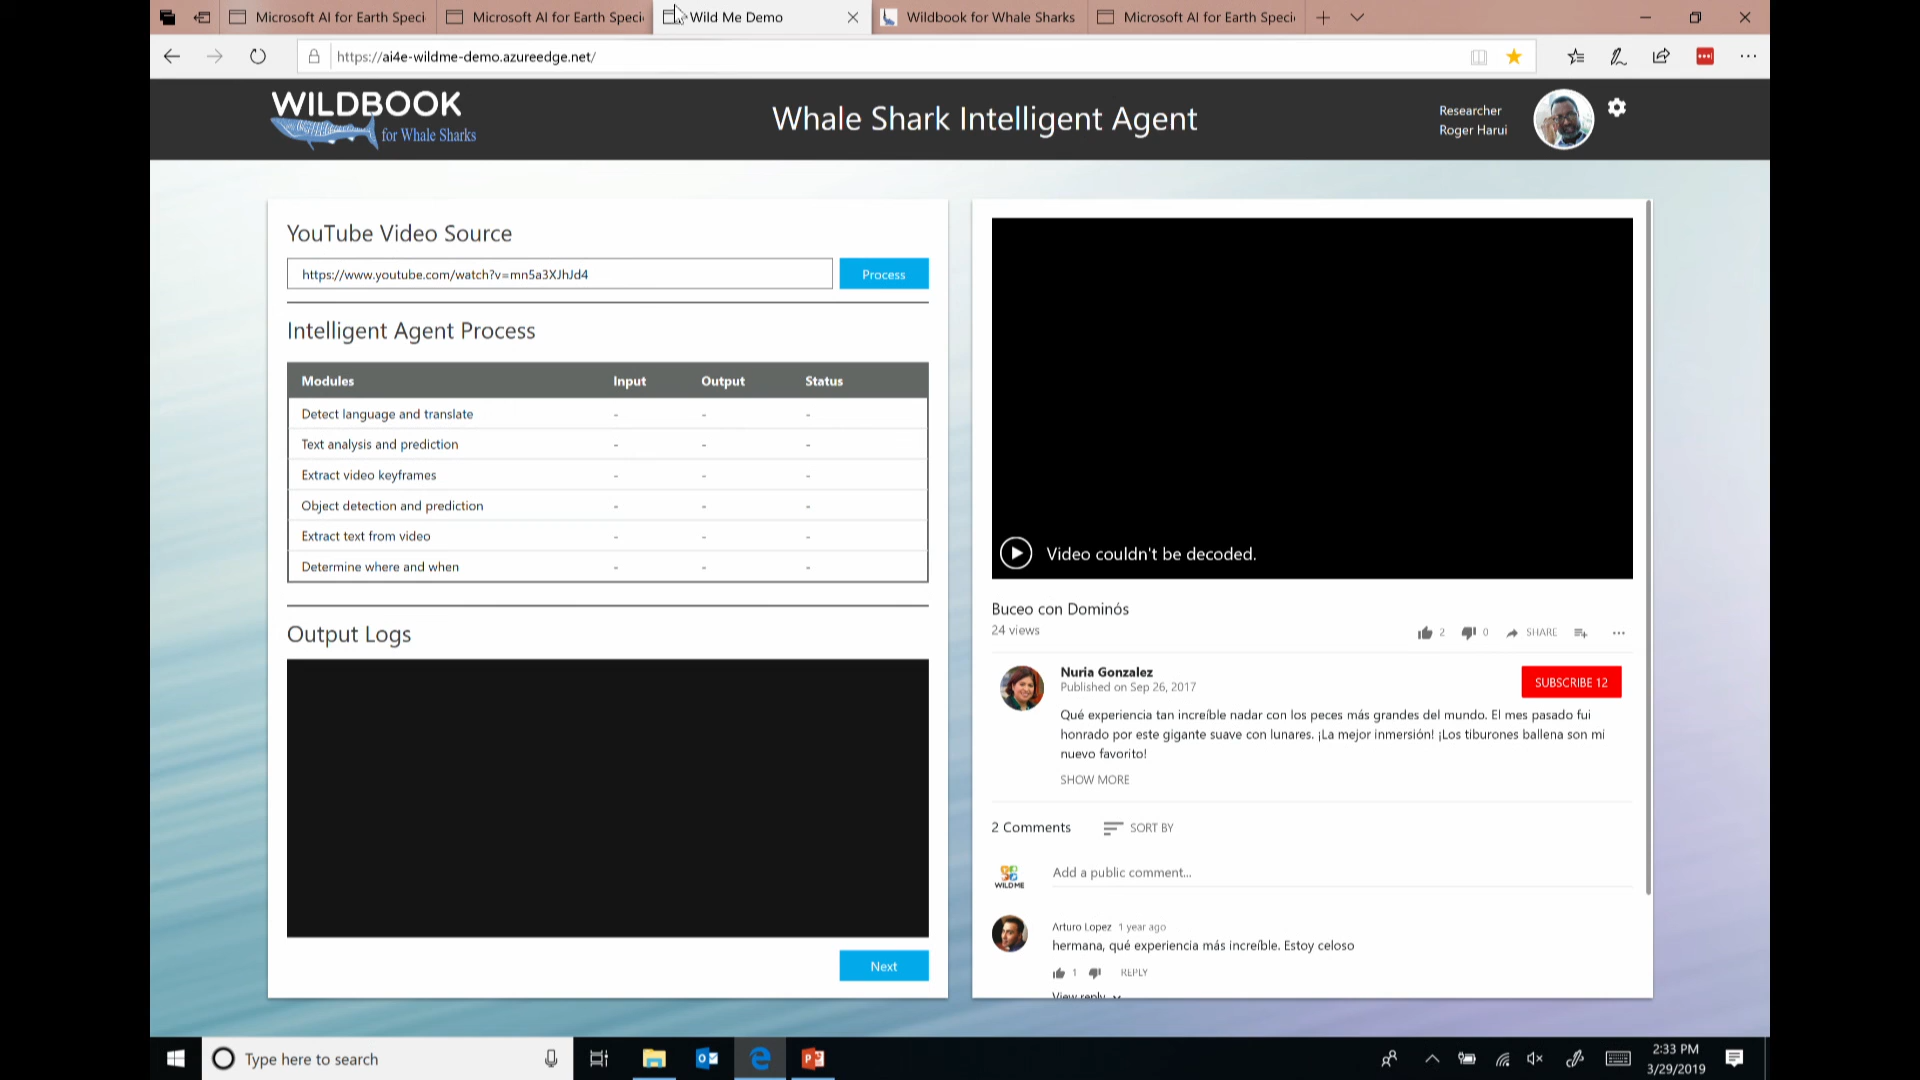 Microsoft AI for Earth Speci
Microsoft AI for Earth Speci
Wild Me Demo
Wildbook for Whale Sharks
Microsoft AI for Earth Speci
https://ai4e-wildme-demo.azureedge.net/
WILDBOOK
for Whale Sharks
Whale Shark Intelligent Agent
Researcher
Roger Harui
YouTube Video Source
https://www.youtube.com/watch?v=mn5a3XJhJd4
Process
Intelligent Agent Process
Modules Input Output Status
Detect language and translate - - -
Text analysis and prediction - - -
Extract video keyframes - - -
Object detection and prediction - - -
Extract text from video - - -
Determine where and when - - -
Output Logs
Next
Video couldn't be decoded.
Buceo con Dominós
24 views
2 0 SHARE
Nuria Gonzalez
Published on Sep 26, 2017
SUBSCRIBE 12
Qué experiencia tan increíble nadar con los peces más grandes del mundo. El mes pasado fui
honrado por este gigante suave con lunares. ¡La mejor inmersión! ¡Los tiburones ballena son mi
nuevo favorito!
SHOW MORE
2 Comments SORT BY
WILDME
Add a public comment...
Arturo Lopez 1 year ago
hermana, qué experiencia más increíble. Estoy celoso
1 REPLY
View reply
Type here to search
2:33 PM
3/29/2019